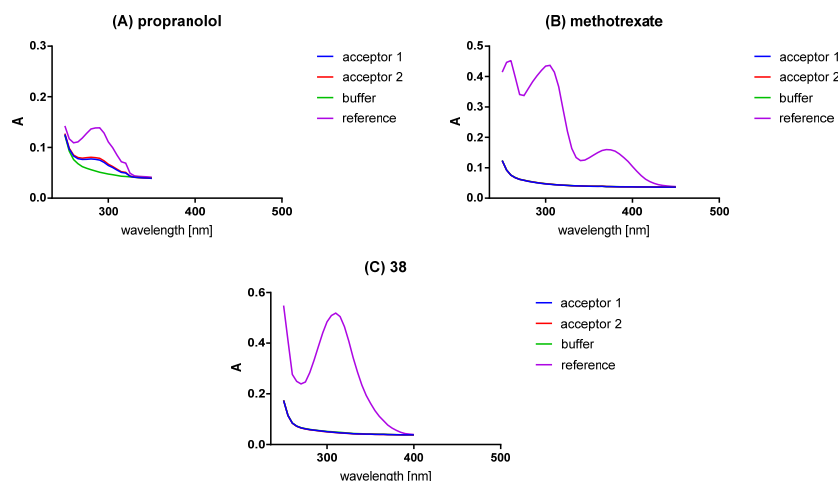 (A) propranolol
0.3
0.2
0.1
0.0
A
300
400
500
wavelength [nm]
acceptor 1
acceptor 2
buffer
reference
(B) methotrexate
0.5
0.4
0.3
0.2
0.1
0.0
A
300
400
500
wavelength [nm]
acceptor 1
acceptor 2
buffer
reference
(C) 38
0.6
0.4
0.2
0.0
A
300
400
500
wavelength [nm]
acceptor 1
acceptor 2
buffer
reference